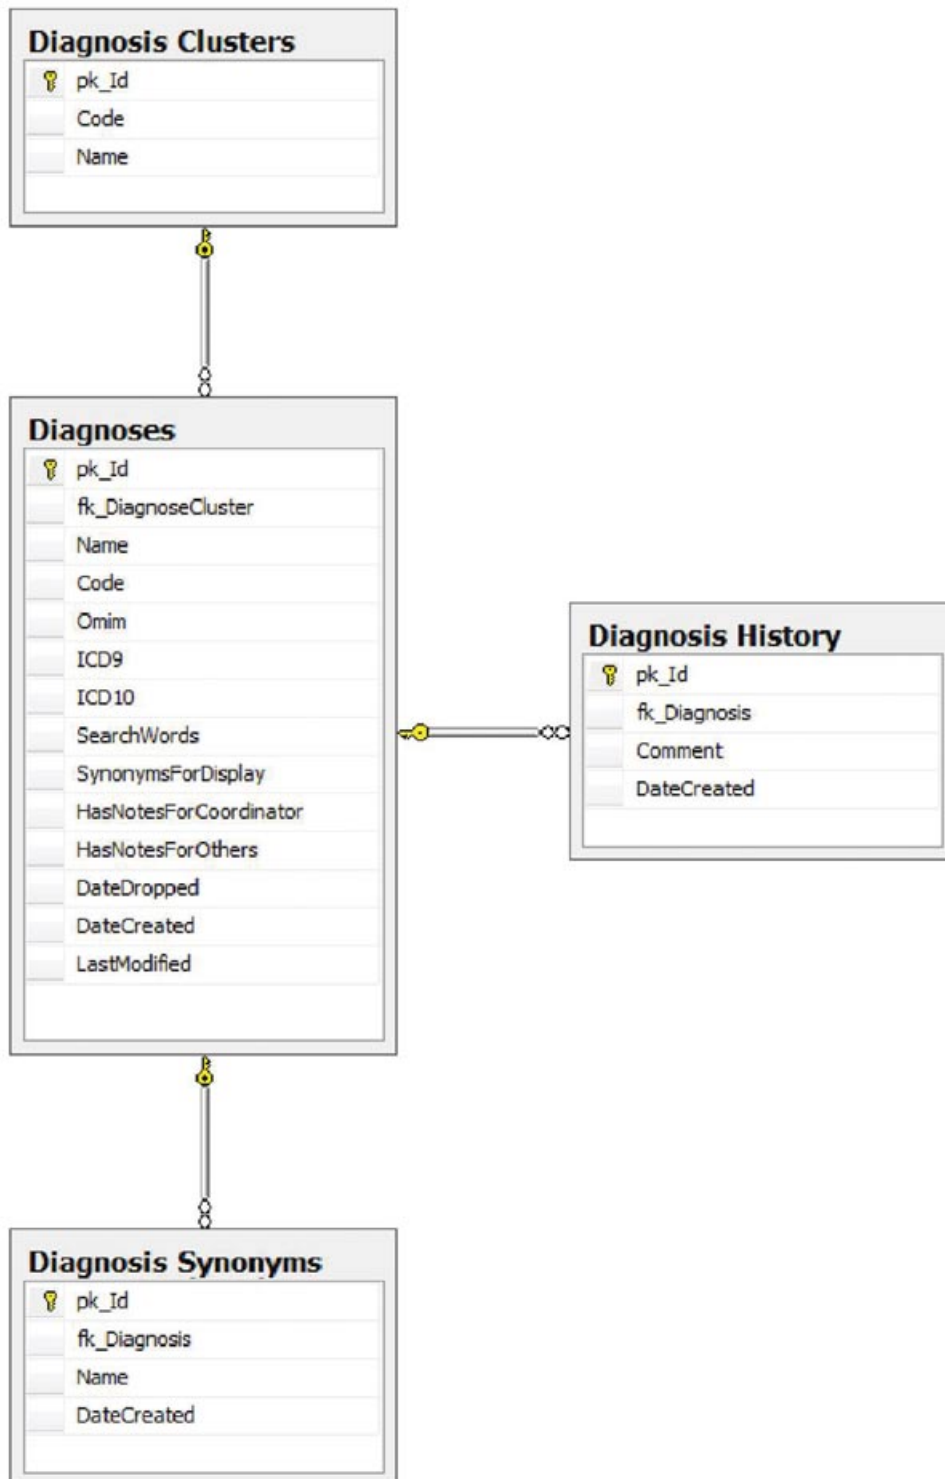 Diagnosis Clusters
pk_Id
Code
Name
Diagnoses
pk_Id
fk_DiagnoseCluster
Name
Code
Omim
ICD9
ICD10
SearchWords
SynonymsForDisplay
HasNotesForCoordinator
HasNotesForOthers
DateDropped
DateCreated
LastModified
Diagnosis History
pk_Id
fk_Diagnosis
Comment
DateCreated
Diagnosis Synonyms
pk_Id
fk_Diagnosis
Name
DateCreated